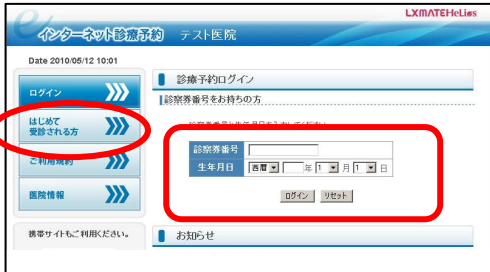 LXMATEHeLios
eインターネット診療予約 テスト医院
Date 2010/05/12 10:01
ログイン
はじめて
受診される方
ご利用規約
医院情報
携帯サイトもご利用ください。
診療予約ログイン
診察券番号をお持ちの方
診察券番号
生年月日 西暦 年 1 月 1 日
ログイン リセット
お知らせ